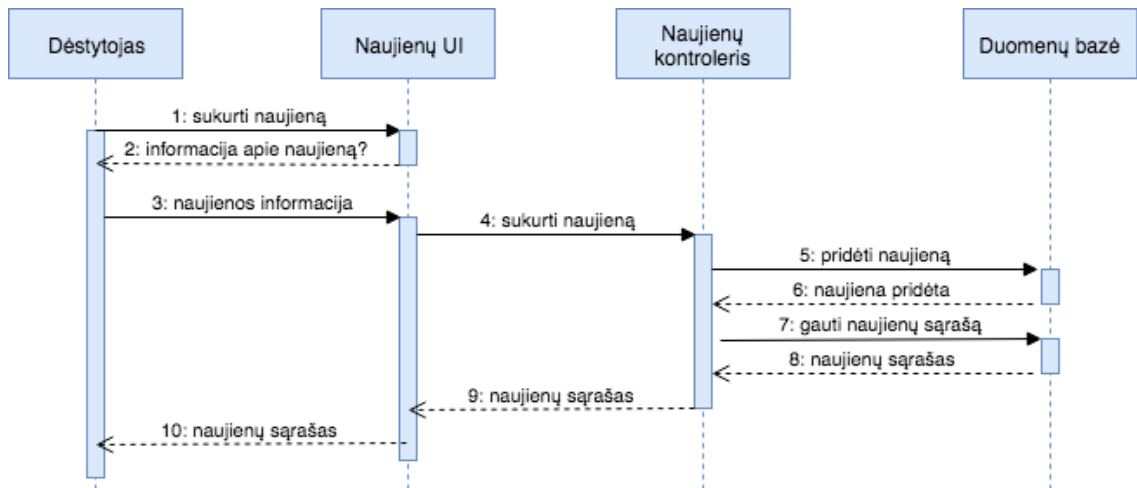 Dėstytojas
Naujienų UI
Naujienų
kontroleris
Duomenų bazė
1: sukurti naujieną
2: informacija apie naujieną?
3: naujienos informacija
4: sukurti naujieną
5: pridėti naujieną
6: naujiena pridėta
7: gauti naujienų sąrašą
8: naujienų sąrašas
9: naujienų sąrašas
10: naujienų sąrašas